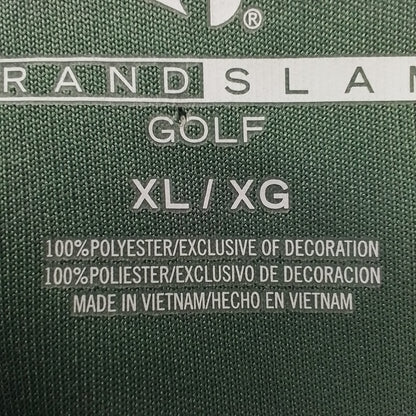 ®
RAND SLA
GOLF
XL / XG
100% POLYESTER/EXCLUSIVE OF DECORATION
100% POLIESTER/EXCLUSIVO DE DECORACION
MADE IN VIETNAM/HECHO EN VIETNAM